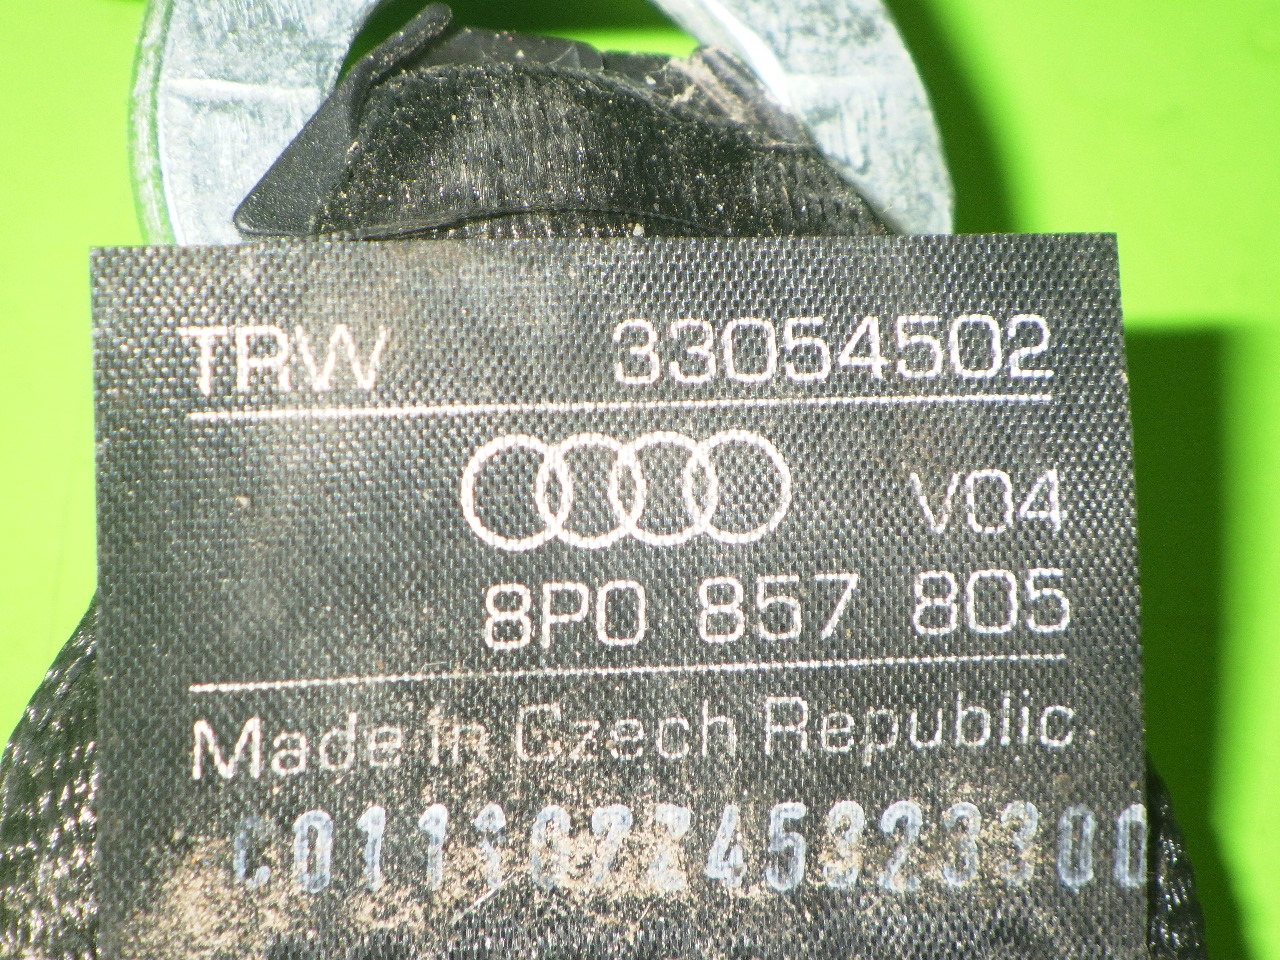 TRW 33054502
V04
8P0 857 805
Made in Czech Republic